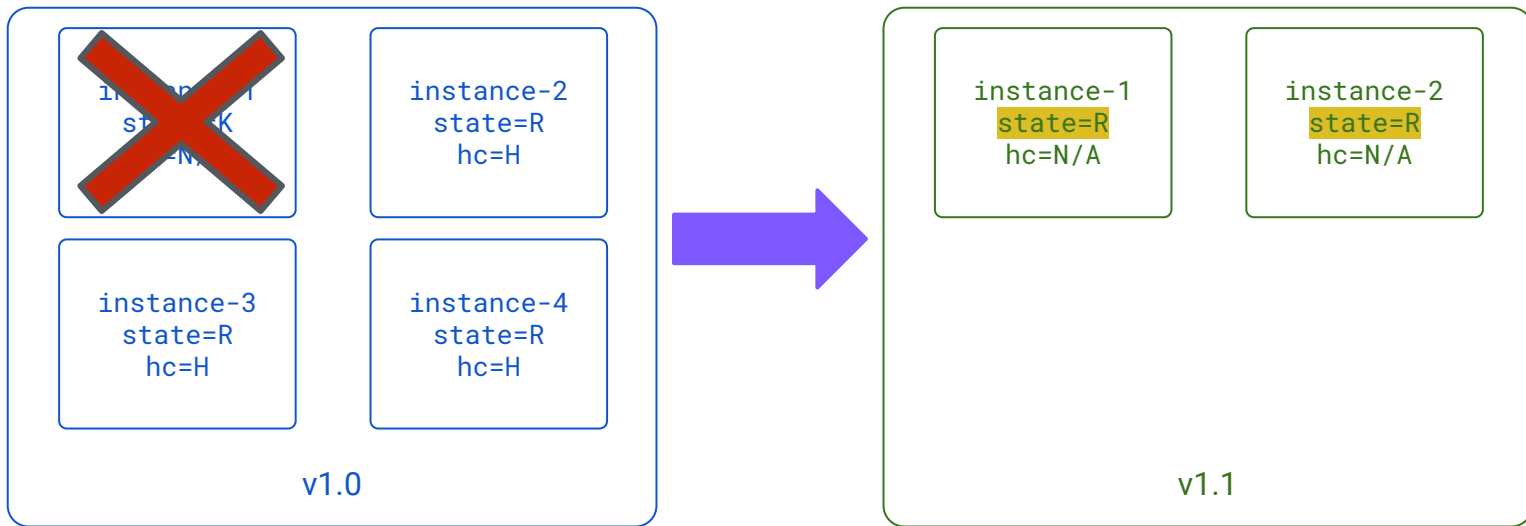 instance-2
state=R
hc=H
instance-3
state=R
hc=H
instance-4
state=R
hc=H
v1.0
instance-1
state=R
hc=N/A
instance-2
state=R
hc=N/A
v1.1